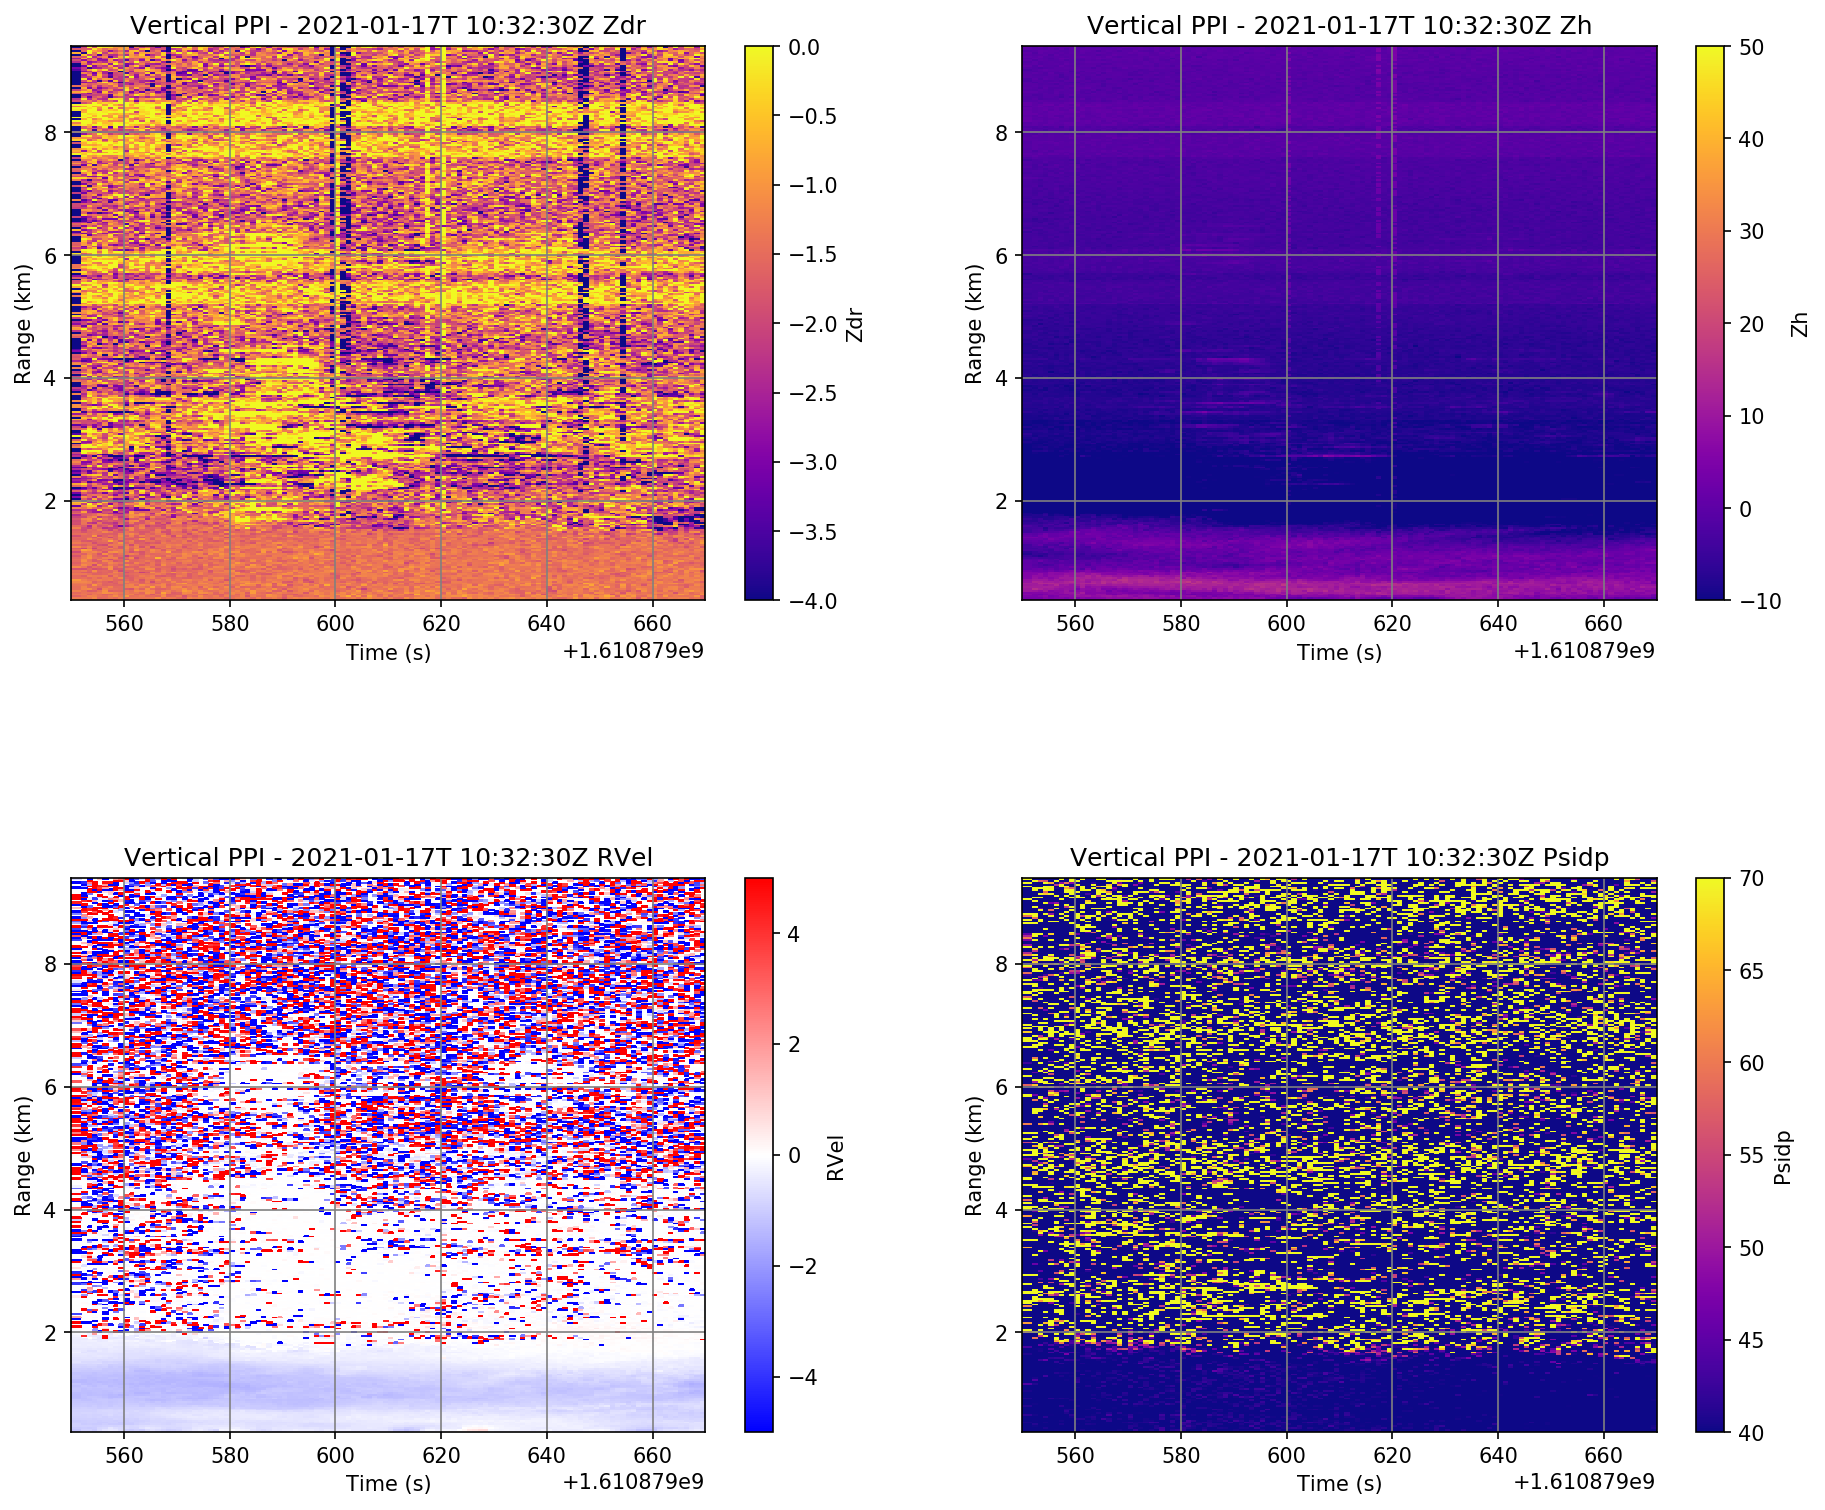 Vertical PPI - 2021-01-17T 10:32:30Z Zdr
Range (km)
8
6
4
2
560 580 600 620 640 660
Time (s)
+1.610879e9
0.0
−0.5
−1.0
−1.5
−2.0
−2.5
−3.0
−3.5
−4.0
Zdr
Vertical PPI - 2021-01-17T 10:32:30Z Zh
Range (km)
8
6
4
2
560 580 600 620 640 660
Time (s)
+1.610879e9
50
40
30
20
10
0
−10
Zh
Vertical PPI - 2021-01-17T 10:32:30Z RVel
Range (km)
8
6
4
2
560 580 600 620 640 660
Time (s)
+1.610879e9
4
2
0
−2
−4
RVel
Vertical PPI - 2021-01-17T 10:32:30Z Psidp
Range (km)
8
6
4
2
560 580 600 620 640 660
Time (s)
+1.610879e9
70
65
60
55
50
45
40
Psidp